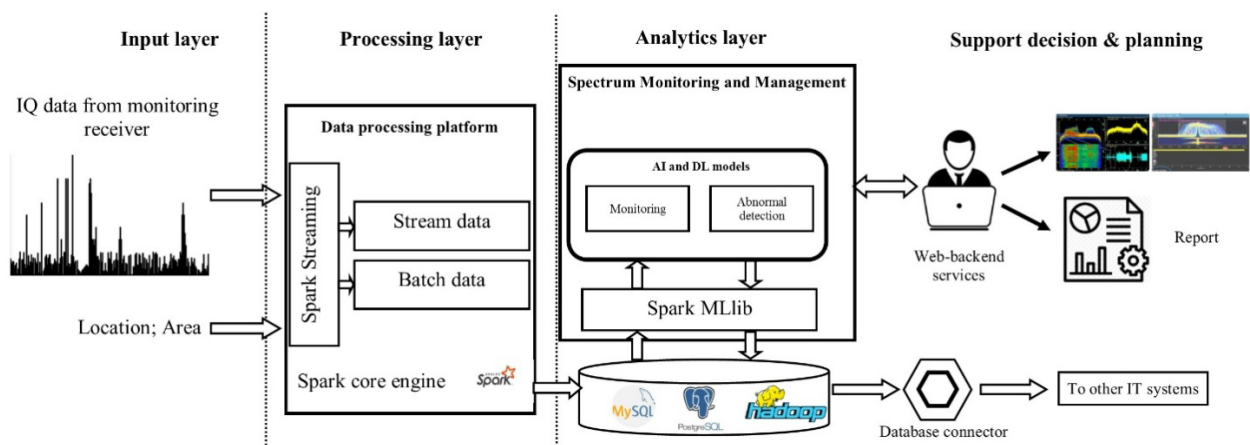 Input layer
Processing layer
Analytics layer
Support decision & planning
IQ data from monitoring
receiver
Location; Area
Data processing platform
Spark Streaming
Stream data
Batch data
Spark core engine
APACHE
Spark
Spectrum Monitoring and Management
AI and DL models
Monitoring
Abnormal
detection
Spark MLlib
MySQL
PostgreSQL
hadoop
Web-backend
services
Report
Database connector
To other IT systems